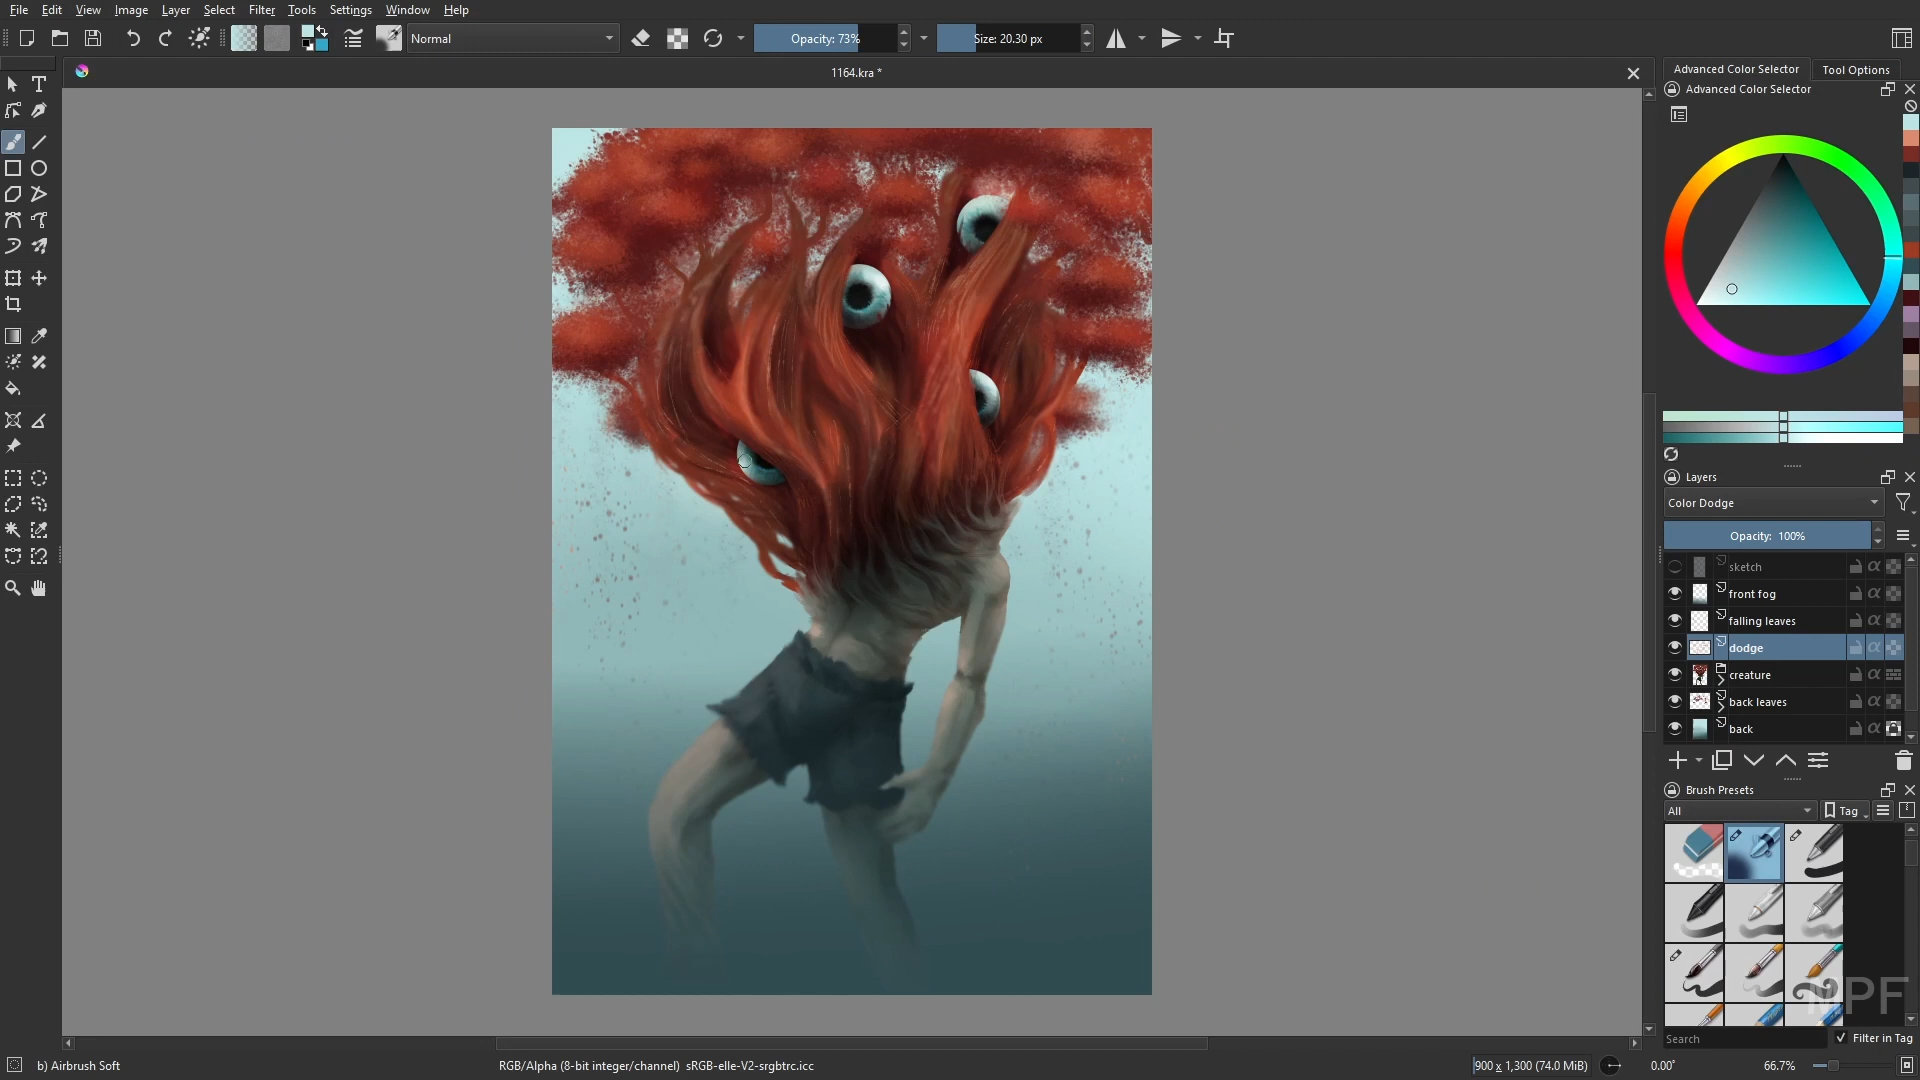 File Edit View Image Layer Select Filter Tools Settings Window Help
Normal
Opacity: 73%
Size: 20.30 px
1164.kra *
Advanced Color Selector
Tool Options
Advanced Color Selector
Layers
Color Dodge
Opacity: 100%
sketch
front fog
falling leaves
dodge
creature
back leaves
back
Brush Presets
All
Tag
MPF
Search
Filter in Tag
b) Airbrush Soft
RGB/Alpha (8-bit integer/channel) sRGB-elle-V2-srgbtrc.icc
900 x 1,300 (74.0 MiB)
0.00°
66.7%